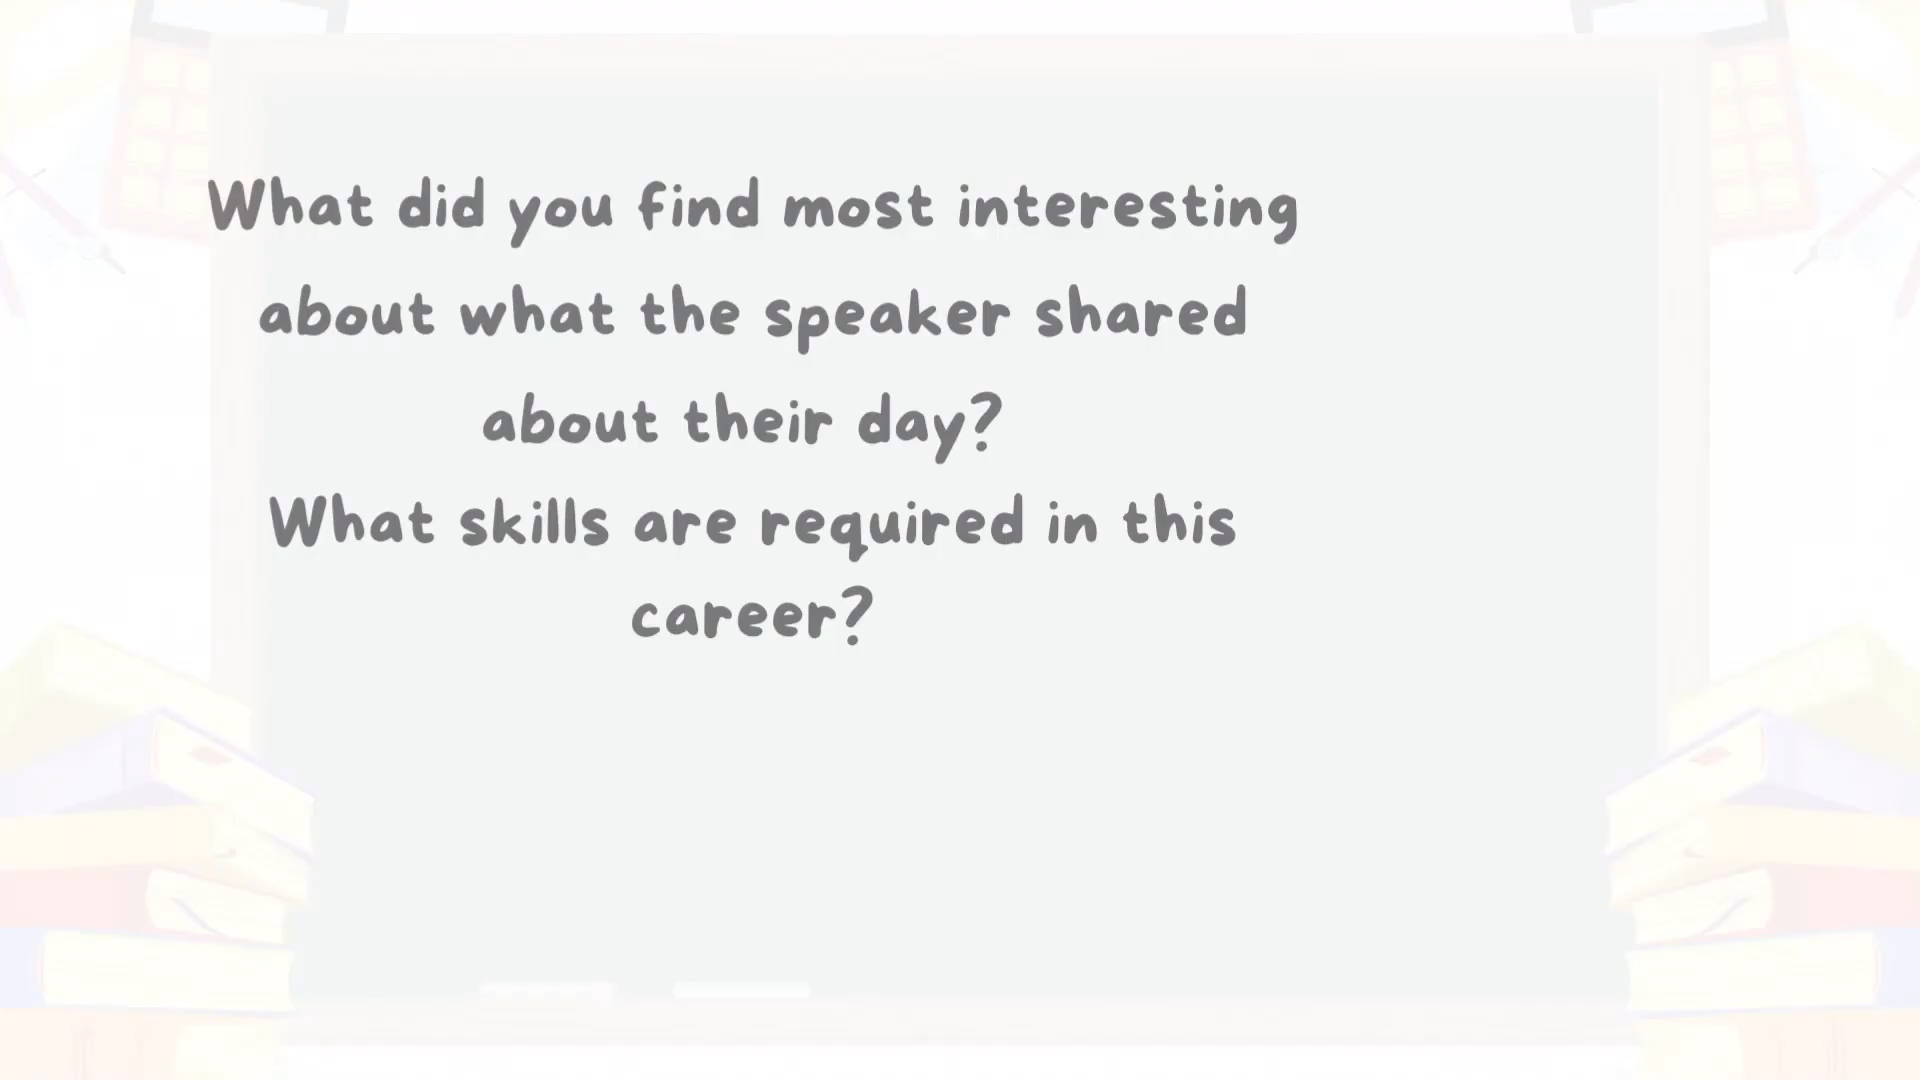 What did you find most interesting
about what the speaker shared
about their day?
What skills are required in this
career?